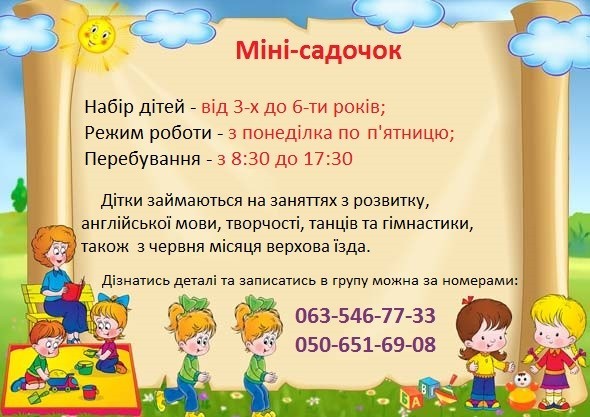 Міні-садочок
Набір дітей - від 3-х до 6-ти років;
Режим роботи - з понеділка по п'ятницю;
Перебування - з 8:30 до 17:30
Дітки займаються на заняттях з розвитку,
англійської мови, творчості, танців та гімнастики,
також з червня місяця верхова їзда.
Дізнатись деталі та записатись в групу можна за номерами:
063-546-77-33
050-651-69-08
Б А В Г